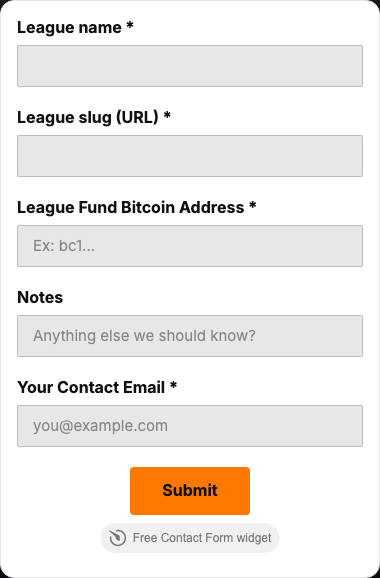 League name *
League slug (URL) *
League Fund Bitcoin Address *
Ex: bc1...
Notes
Anything else we should know?
Your Contact Email *
you@example.com
Submit
Free Contact Form widget